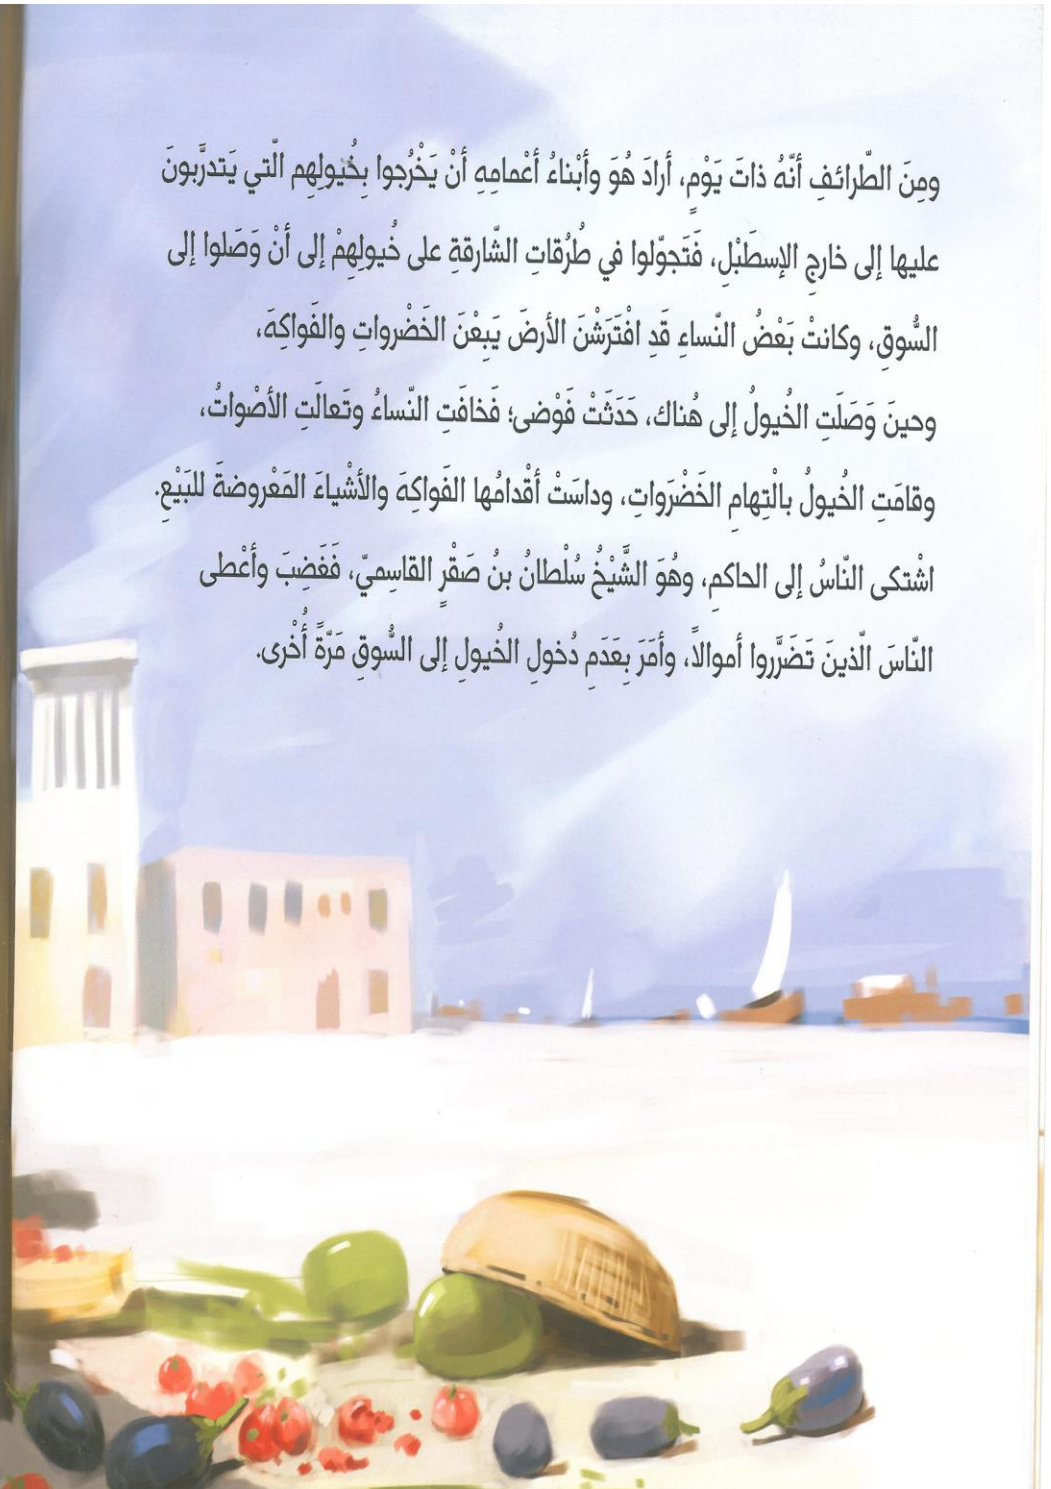 ومِنَ الطّرائفِ أنّهُ ذاتَ يَوْمٍ، أرادَ هُوَ وأبْناءُ أعْمامِهِ أنْ يَخْرُجوا بِخُيولِهِم الّتي يَتدرَّبونَ
عليها إلى خارجِ الإسطَبْلِ، فَتَجوّلوا في طُرُقاتِ الشّارقةِ على خُيولِهِمْ إلى أنْ وَصَلوا إلى
السُّوقِ، وكانتْ بَعْضُ النّساءِ قَدِ افْتَرَشْنَ الأرضَ يَبِعْنَ الخَضْرواتِ والفَواكِهَ،
وحينَ وَصَلَتِ الخُيولُ إلى هُناك، حَدَثَتْ فَوْضى؛ فَخافَتِ النّساءُ وتَعالَتِ الأصْواتُ،
وقامَتِ الخُيولُ بالْتِهامِ الخَضْرَواتِ، وداسَتْ أقْدامُها الفَواكِهَ والأشْياءَ المَعْروضةَ للبَيْعِ.
اشْتكى النّاسُ إلى الحاكمِ، وهُوَ الشَّيْخُ سُلْطانُ بنُ صَقْرٍ القاسِميّ، فَغَضِبَ وأعْطى
النّاسَ الّذينَ تَضَرَّروا أموالاً، وأمَرَ بِعَدَمِ دُخولِ الخُيولِ إلى السُّوقِ مَرّةً أُخْرى.